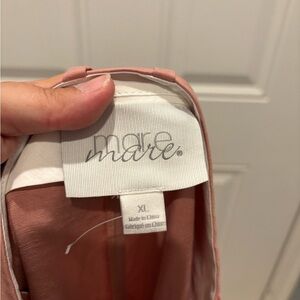 mare
mare®
XL
Made in China
Fabriqué en Chine